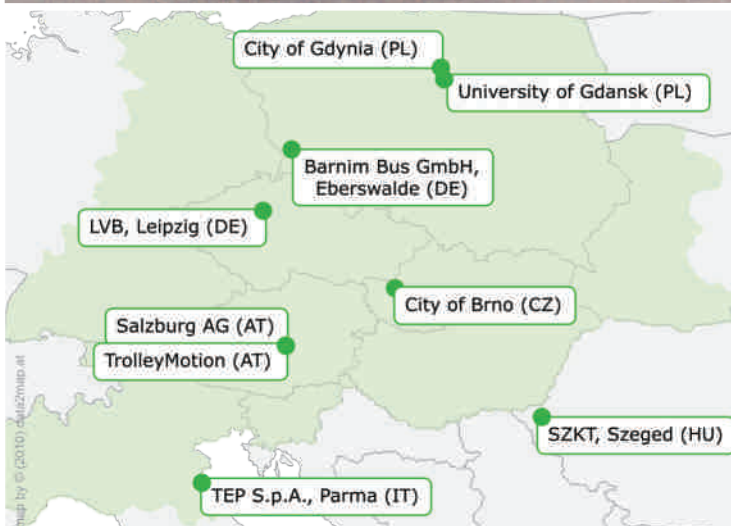 City of Gdynia (PL)
University of Gdansk (PL)
Barnim Bus GmbH,
Eberswalde (DE)
LVB, Leipzig (DE)
City of Brno (CZ)
Salzburg AG (AT)
TrolleyMotion (AT)
SZKT, Szeged (HU)
TEP S.p.A., Parma (IT)
map by © (2010) data2map.at